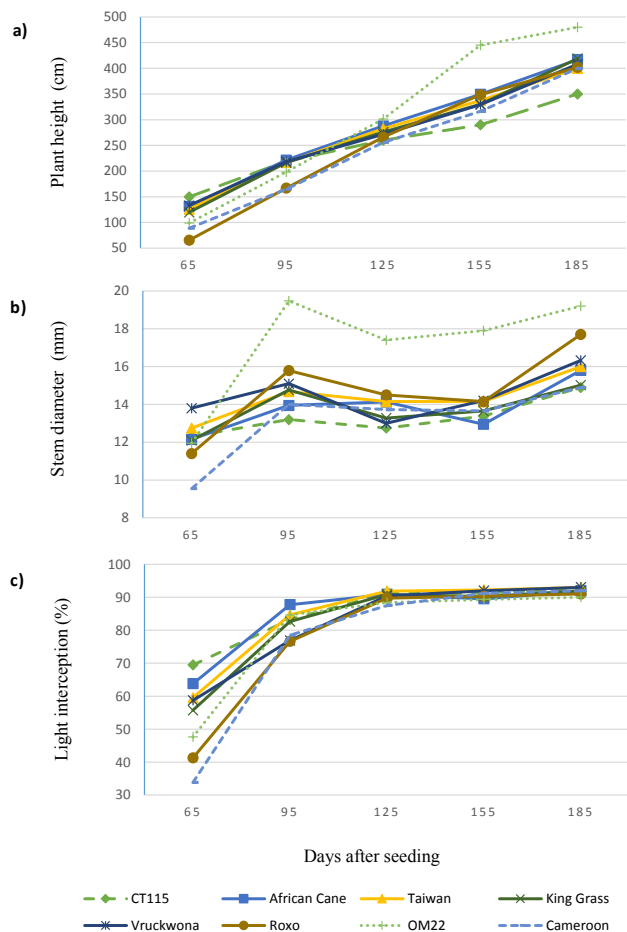 a)
Plant height (cm)
500
450
400
350
300
250
200
150
100
50
65 95 125 155 185
b)
Stem diameter (mm)
20
18
16
14
12
10
8
65 95 125 155 185
c)
Light interception (%)
100
90
80
70
60
50
40
30
65 95 125 155 185
Days after seeding
CT115 African Cane Taiwan King Grass
Vruckwona Roxo OM22 Cameroon